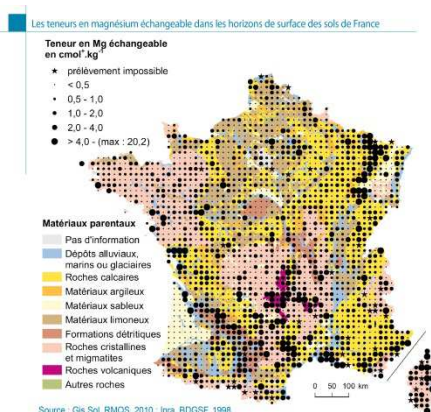 Les teneurs en magnésium échangeable dans les horizons de surface des sols de France
Teneur en Mg échangeable
en cmol⁺.kg⁻¹
prélèvement impossible
< 0,5
0,5 - 1,0
1,0 - 2,0
2,0 - 4,0
> 4,0 - (max : 20,2)
Matériaux parentaux
Pas d'information
Dépôts alluviaux,
marins ou glaciaires
Roches calcaires
Matériaux argileux
Matériaux sableux
Matériaux limoneux
Formations détritiques
Roches cristallines
et migmatites
Roches volcaniques
Autres roches
0 50 100 km
Source : Gis Sol, RMQS, 2010 ; Inra, BDGSF, 1998.